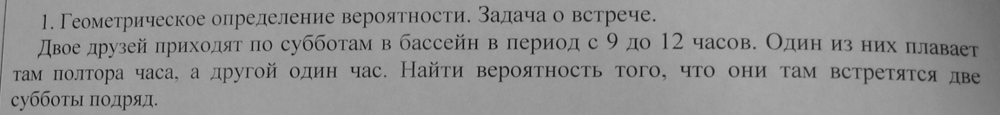 1. Геометрическое определение вероятности. Задача о встрече.
Двое друзей приходят по субботам в бассейн в период с 9 до 12 часов. Один из них плавает
там полтора часа, а другой один час. Найти вероятность того, что они там встретятся две
субботы подряд.